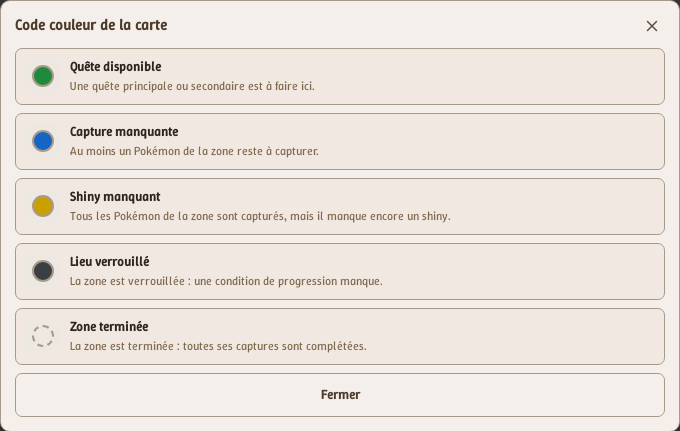 Code couleur de la carte
Quête disponible
Une quête principale ou secondaire est à faire ici.
Capture manquante
Au moins un Pokémon de la zone reste à capturer.
Shiny manquant
Tous les Pokémon de la zone sont capturés, mais il manque encore un shiny.
Lieu verrouillé
La zone est verrouillée : une condition de progression manque.
Zone terminée
La zone est terminée : toutes ses captures sont complétées.
Fermer